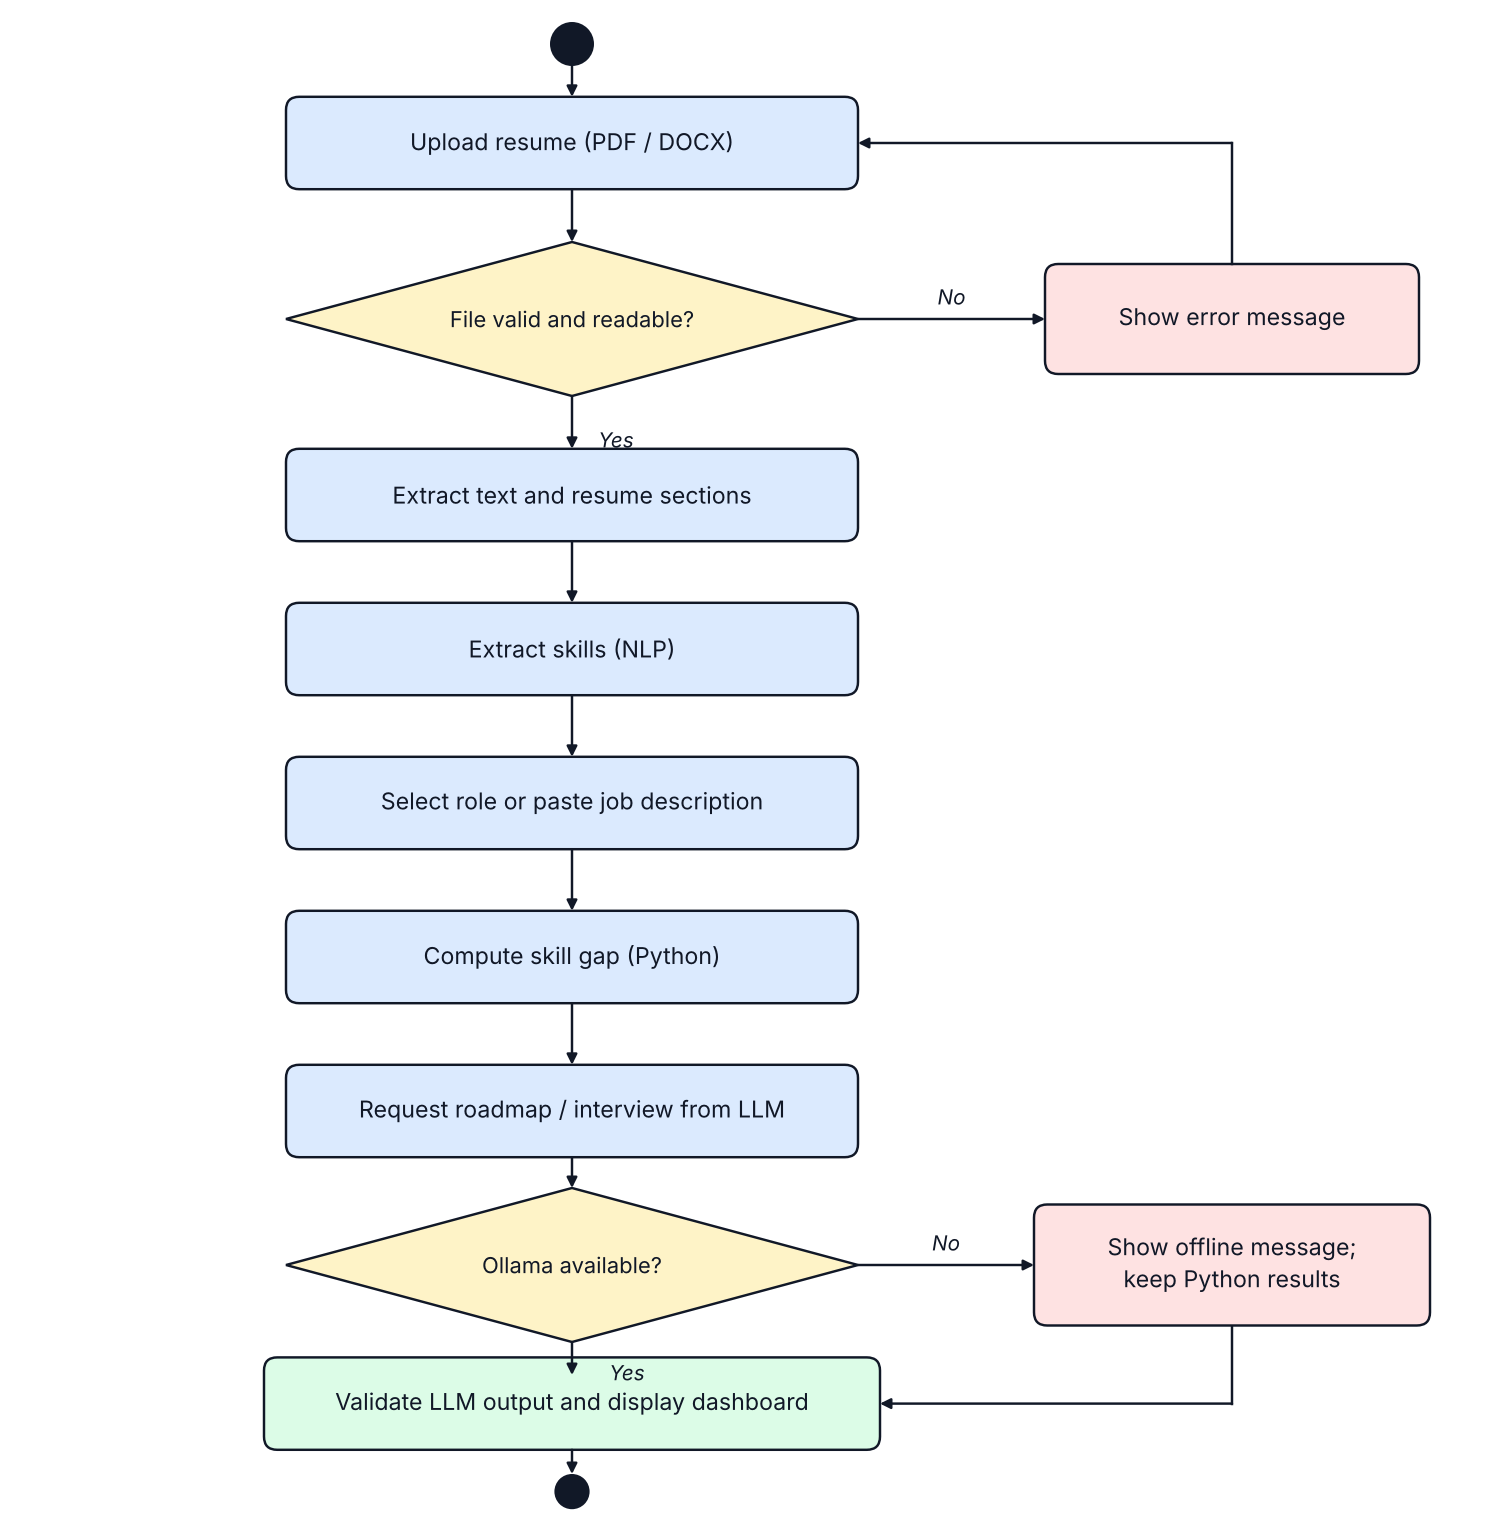 Upload resume (PDF / DOCX)
File valid and readable?
No
Show error message
Yes
Extract text and resume sections
Extract skills (NLP)
Select role or paste job description
Compute skill gap (Python)
Request roadmap / interview from LLM
Ollama available?
No
Show offline message;
keep Python results
Yes
Validate LLM output and display dashboard